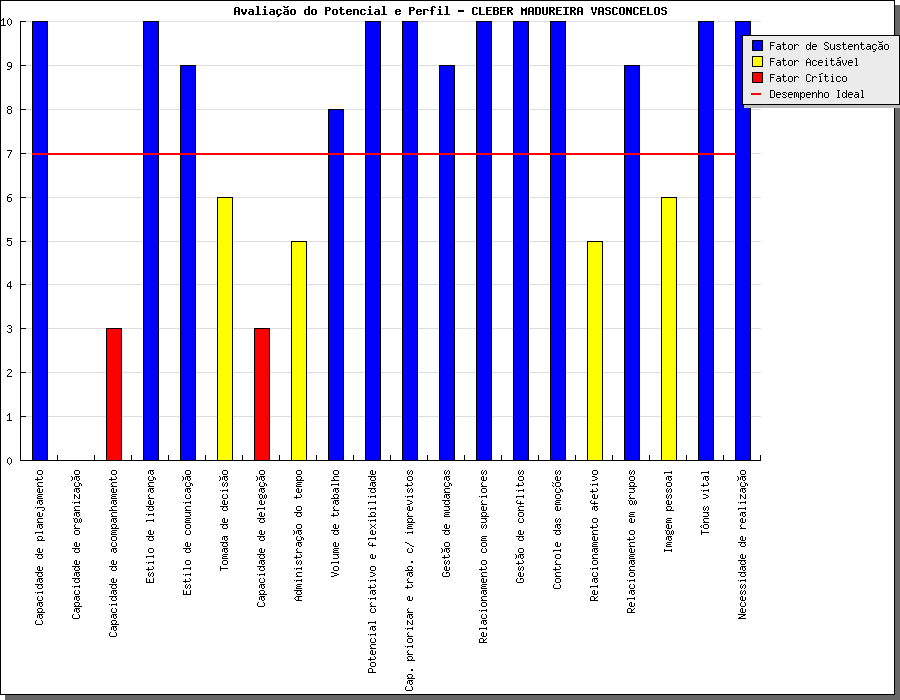 Avaliação do Potencial e Perfil - CLEBER MADUREIRA VASCONCELOS
Fator de Sustentação
Fator Aceitável
Fator Crítico
Desempenho Ideal
10
9
8
7
6
5
4
3
2
1
0
Capacidade de planejamento
Capacidade de organização
Capacidade de acompanhamento
Estilo de liderança
Estilo de comunicação
Tomada de decisão
Capacidade de delegação
Administração do tempo
Volume de trabalho
Potencial criativo e flexibilidade
Cap. priorizar e trab. c/ imprevistos
Gestão de mudanças
Relacionamento com superiores
Gestão de conflitos
Controle das emoções
Relacionamento afetivo
Relacionamento em grupos
Imagem pessoal
Tônus vital
Necessidade de realização